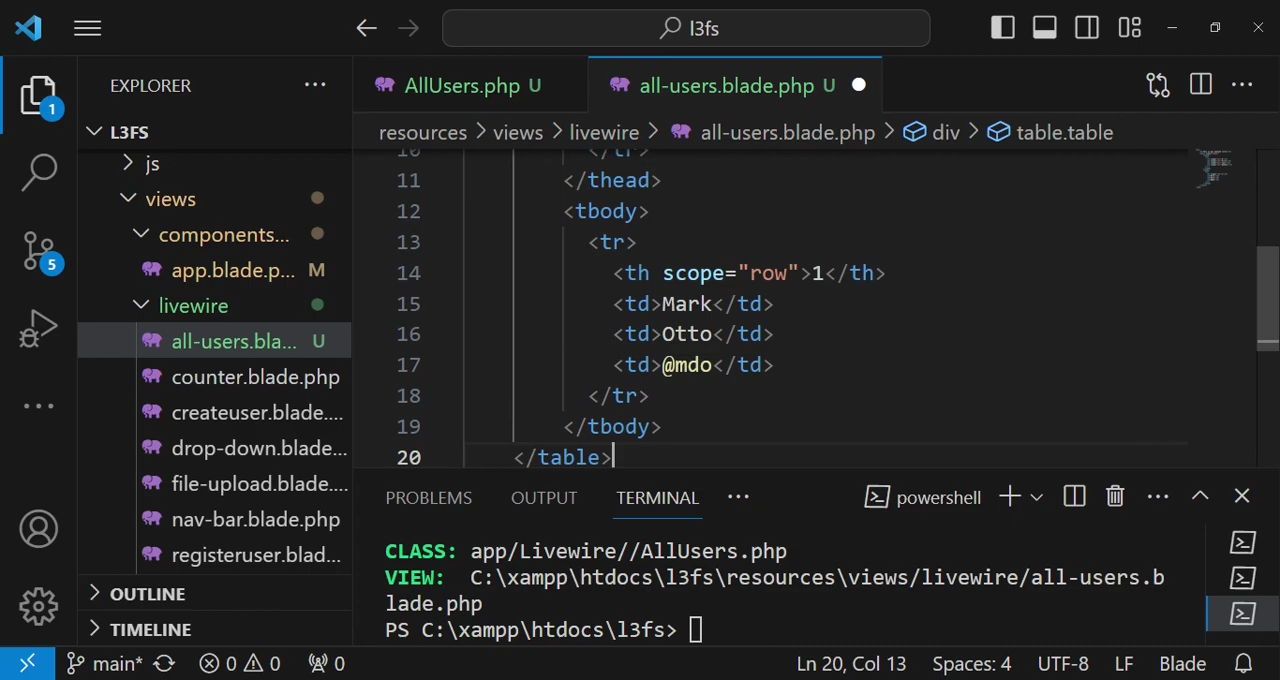 l3fs
EXPLORER
AllUsers.php U
all-users.blade.php U
1
L3FS
resources > views > livewire > all-users.blade.php > div > table.table
js
views
components...
app.blade.p... M
livewire
all-users.bla... U
counter.blade.php
createuser.blade....
drop-down.blade...
file-upload.blade....
nav-bar.blade.php
registeruser.blad...
OUTLINE
TIMELINE
5
10 </tr>
11 </thead>
12 <tbody>
13 <tr>
14 <th scope="row">1</th>
15 <td>Mark</td>
16 <td>Otto</td>
17 <td>@mdo</td>
18 </tr>
19 </tbody>
20 </table>
PROBLEMS OUTPUT TERMINAL ... powershell
CLASS: app/Livewire//AllUsers.php
VIEW:  C:\xampp\htdocs\l3fs\resources\views/livewire/all-users.b
lade.php
PS C:\xampp\htdocs\l3fs>
main* 0 0 0 Ln 20, Col 13 Spaces: 4 UTF-8 LF Blade